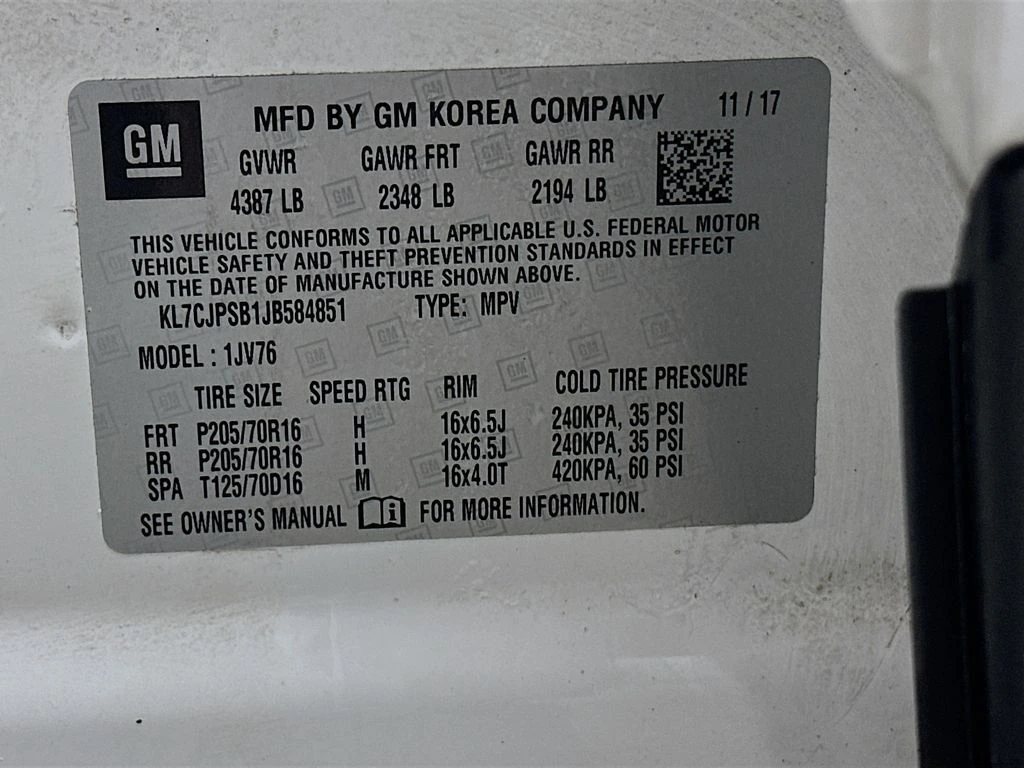 GM
MFD BY GM KOREA COMPANY 11 / 17
GVWR GAWR FRT GAWR RR
4387 LB 2348 LB 2194 LB
THIS VEHICLE CONFORMS TO ALL APPLICABLE U.S. FEDERAL MOTOR
VEHICLE SAFETY AND THEFT PREVENTION STANDARDS IN EFFECT
ON THE DATE OF MANUFACTURE SHOWN ABOVE.
KL7CJPSB1JB584851 TYPE: MPV
MODEL : 1JV76
TIRE SIZE SPEED RTG RIM COLD TIRE PRESSURE
FRT P205/70R16 H 16x6.5J 240KPA, 35 PSI
RR P205/70R16 H 16x6.5J 240KPA, 35 PSI
SPA T125/70D16 M 16x4.0T 420KPA, 60 PSI
SEE OWNER'S MANUAL i FOR MORE INFORMATION.